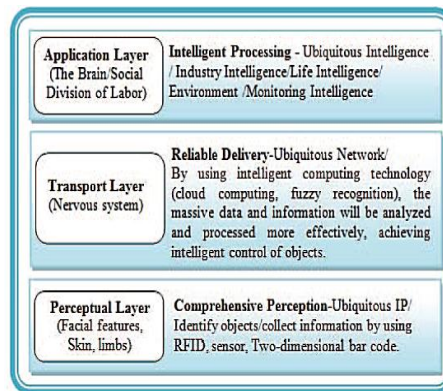 Application Layer
(The Brain/Social
Division of Labor)
Intelligent Processing - Ubiquitous Intelligence
/ Industry Intelligence/Life Intelligence/
Environment /Monitoring Intelligence
Transport Layer
(Nervous system)
Reliable Delivery-Ubiquitous Network/
By using intelligent computing technology
(cloud computing, fuzzy recognition), the
massive data and information will be analyzed
and processed more effectively, achieving
intelligent control of objects.
Perceptual Layer
(Facial features,
Skin, limbs)
Comprehensive Perception-Ubiquitous IP/
Identify objects/collect information by using
RFID, sensor, Two-dimensional bar code.